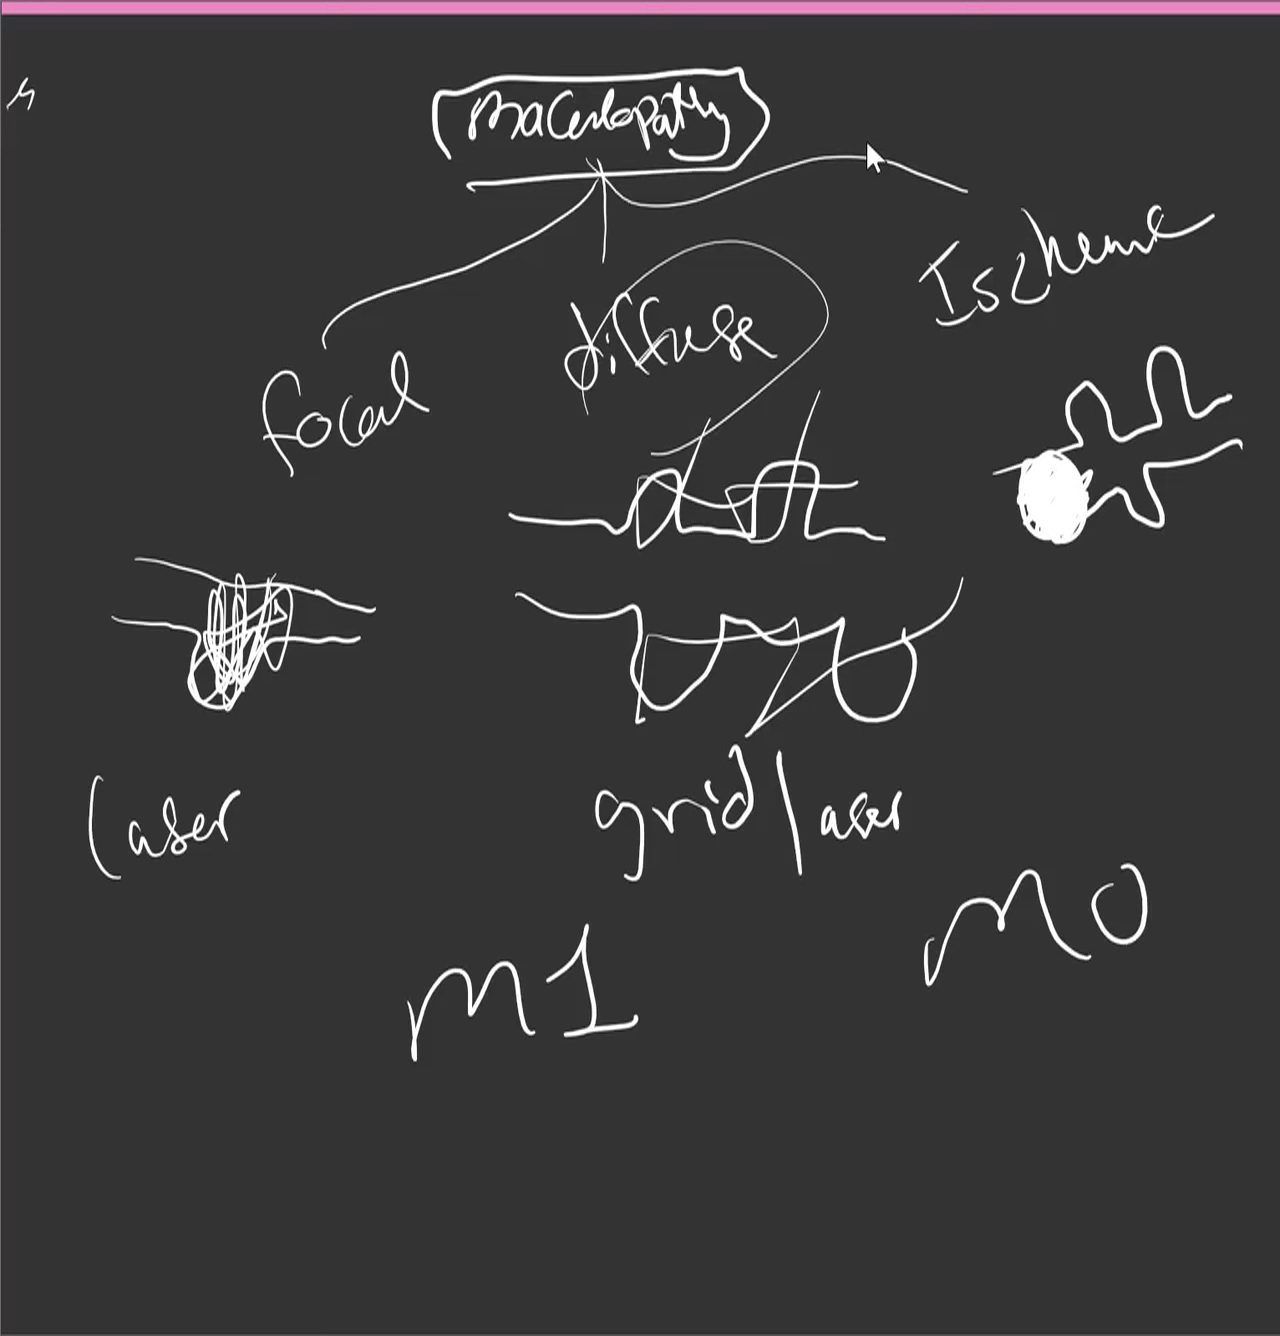 Maculopathy
Ischemic
diffuse
focal
Laser
grid laser
M0
M1